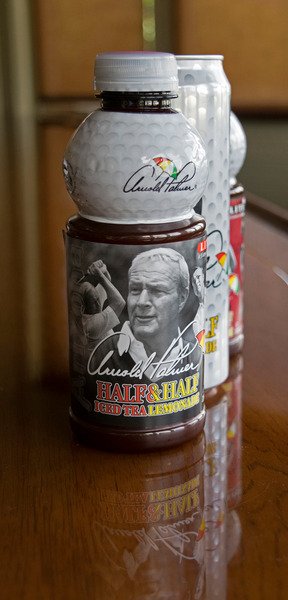 Arnold Palmer
Arnold Palmer
HALF & HALF
ICED TEA LEMONADE